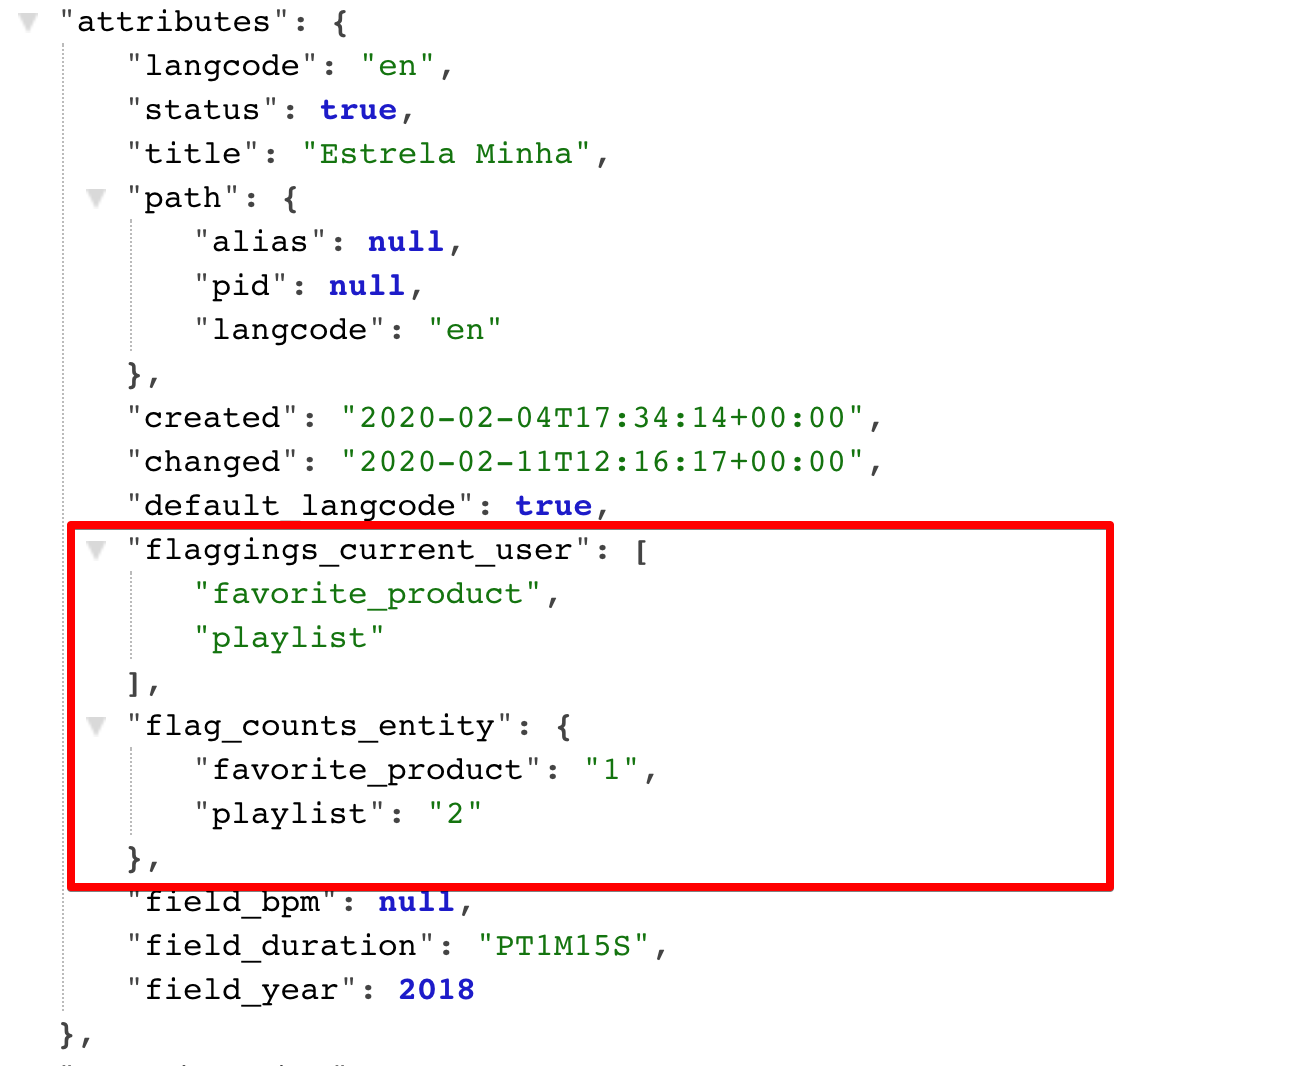 "attributes": {
"langcode": "en",
"status": true,
"title": "Estrela Minha",
"path": {
"alias": null,
"pid": null,
"langcode": "en"
},
"created": "2020-02-04T17:34:14+00:00",
"changed": "2020-02-11T12:16:17+00:00",
"default_langcode": true,
"flaggings_current_user": [
"favorite_product",
"playlist"
],
"flag_counts_entity": {
"favorite_product": "1",
"playlist": "2"
},
"field_bpm": null,
"field_duration": "PT1M15S",
"field_year": 2018
},